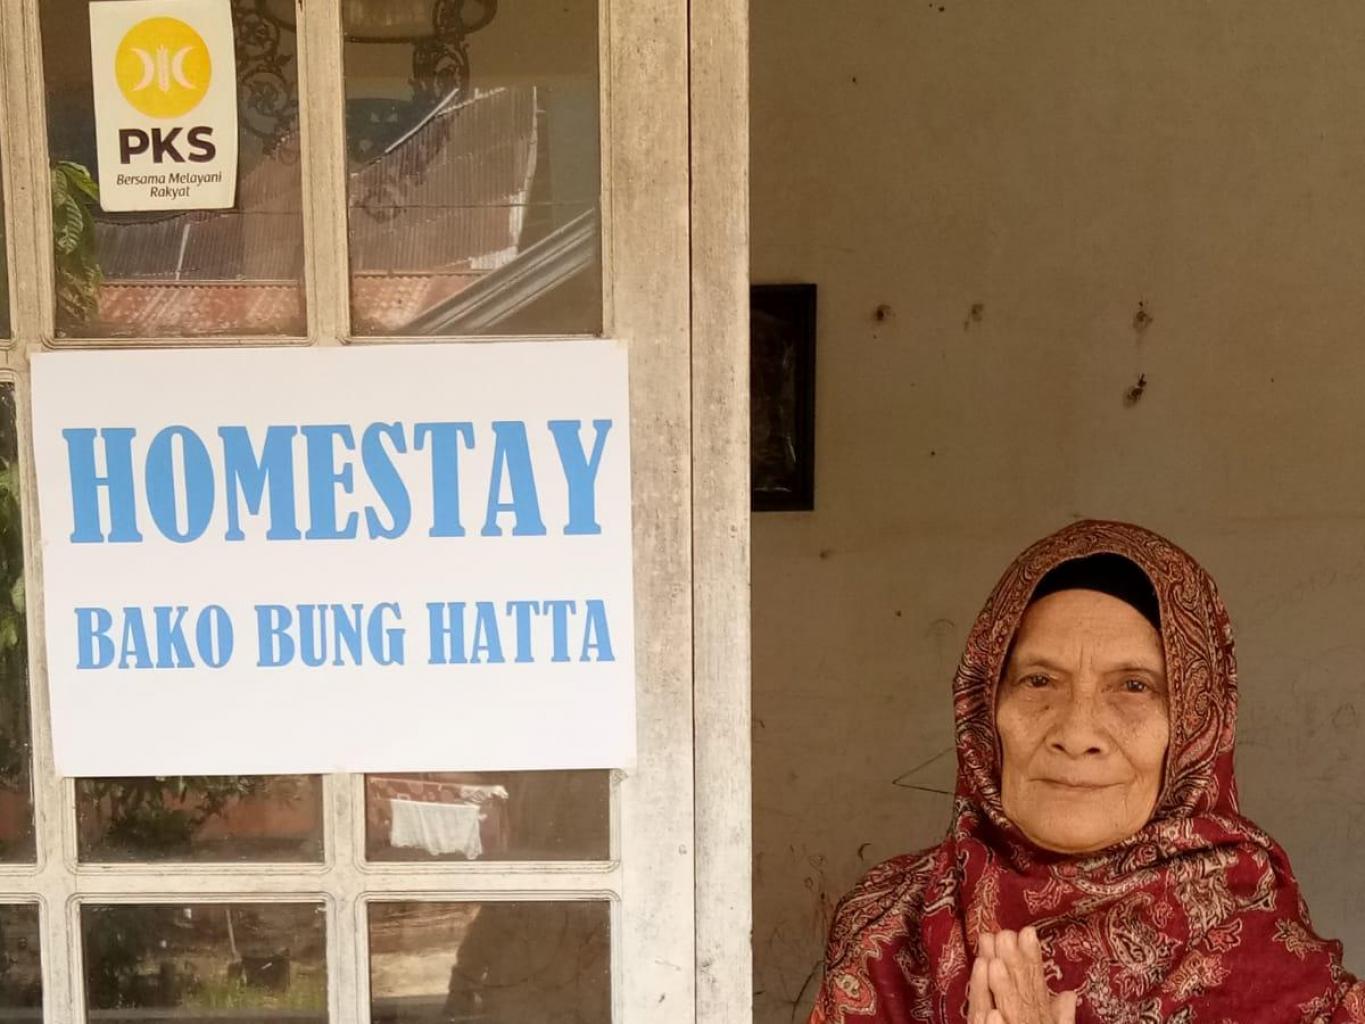 PKS
Bersama Melayani
Rakyat
HOMESTAY
BAKO BUNG HATTA